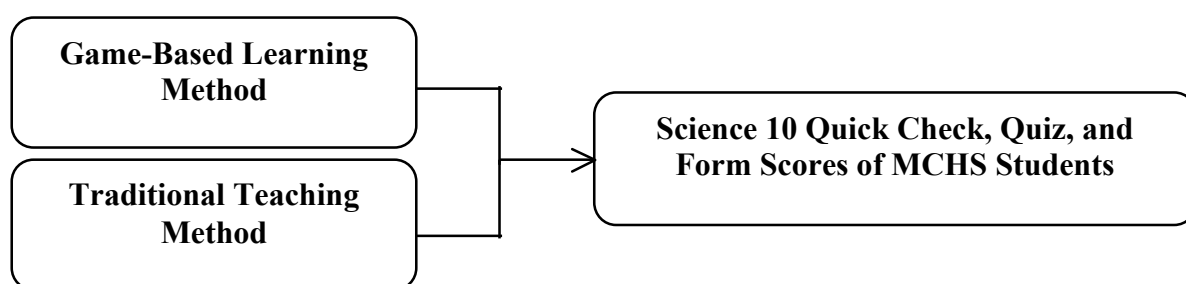 Game-Based Learning
Method
Traditional Teaching
Method
Science 10 Quick Check, Quiz, and
Form Scores of MCHS Students